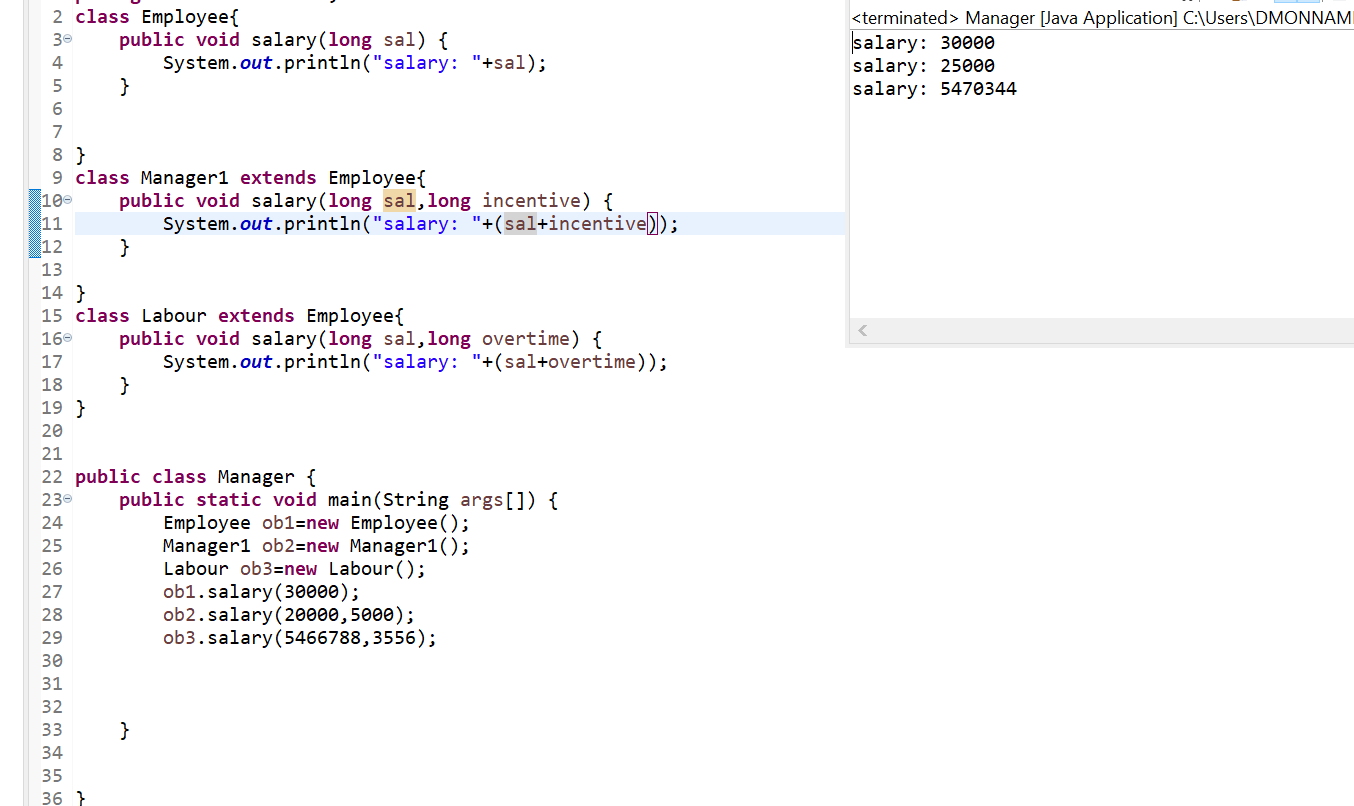 2 class Employee{
3 public void salary(long sal) {
4 System.out.println("salary: "+sal);
5 }
6
7
8 }
9 class Manager1 extends Employee{
10 public void salary(long sal,long incentive) {
11 System.out.println("salary: "+(sal+incentive));
12 }
13
14 }
15 class Labour extends Employee{
16 public void salary(long sal,long overtime) {
17 System.out.println("salary: "+(sal+overtime));
18 }
19 }
20
21
22 public class Manager {
23 public static void main(String args[]) {
24 Employee ob1=new Employee();
25 Manager1 ob2=new Manager1();
26 Labour ob3=new Labour();
27 ob1.salary(30000);
28 ob2.salary(20000,5000);
29 ob3.salary(5466788,3556);
30
31
32
33 }
34
35
36 }
<terminated> Manager [Java Application] C:\Users\DMONNAMI
salary: 30000
salary: 25000
salary: 5470344